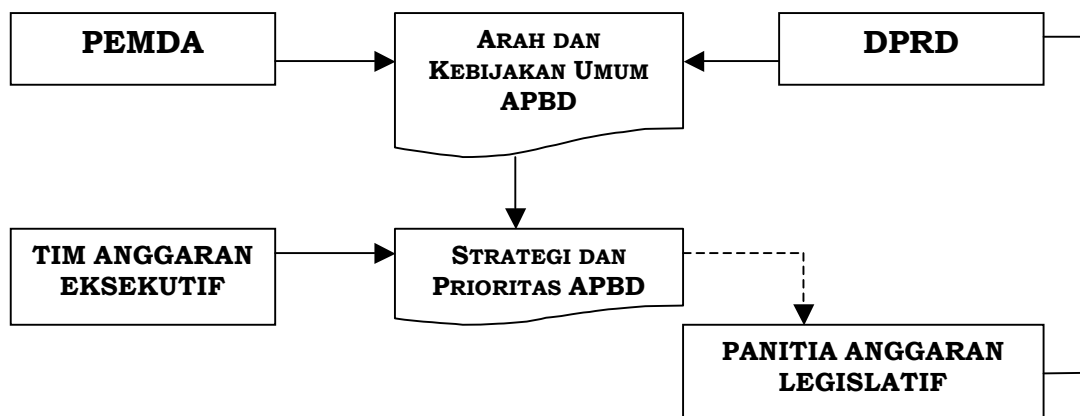 PEMDA
ARAH DAN
KEBIJAKAN UMUM
APBD
DPRD
TIM ANGGARAN
EKSEKUTIF
STRATEGI DAN
PRIORITAS APBD
PANITIA ANGGARAN
LEGISLATIF